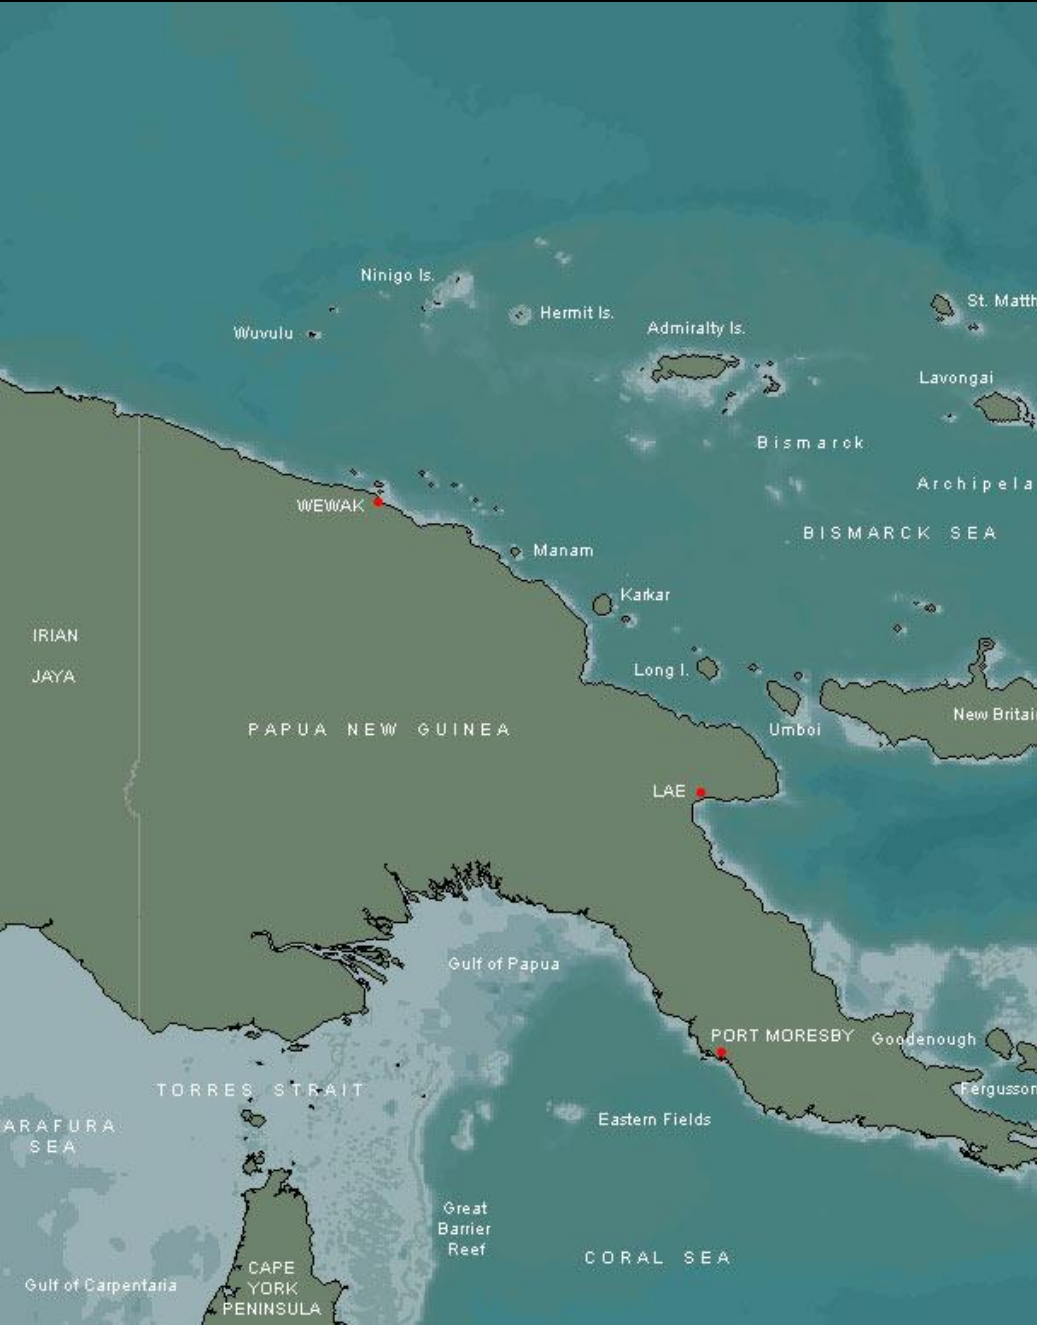 Ninigo Is.
Hermit Is.
St. Matth
Wuvulu
Admiralty Is.
Lavongai
Bismarck
Archipela
WEWAK
BISMARCK SEA
Manam
Karkar
IRIAN
JAYA
Long I.
New Britai
PAPUA NEW GUINEA
Umboi
LAE
Gulf of Papua
PORT MORESBY
Goodenough
TORRES STRAIT
Fergusson
Eastern Fields
ARAFURA
SEA
Great
Barrier
Reef
CORAL SEA
CAPE
YORK
PENINSULA
Gulf of Carpentaria